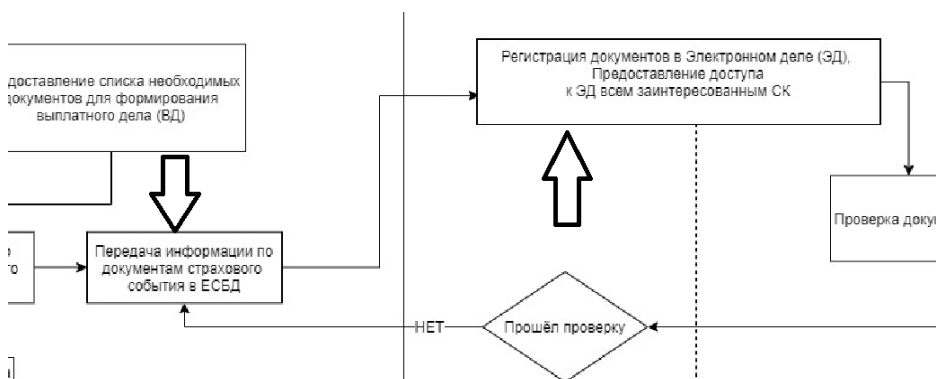 доставление списка необходимых
документов для формирования
выплатного дела (ВД)
Регистрация документов в Электронном деле (ЭД),
Предоставление доступа
к ЭД всем заинтересованным СК
Передача информации по
документам страхового
события в ЕСБД
Проверка докум
НЕТ
Прошёл проверку